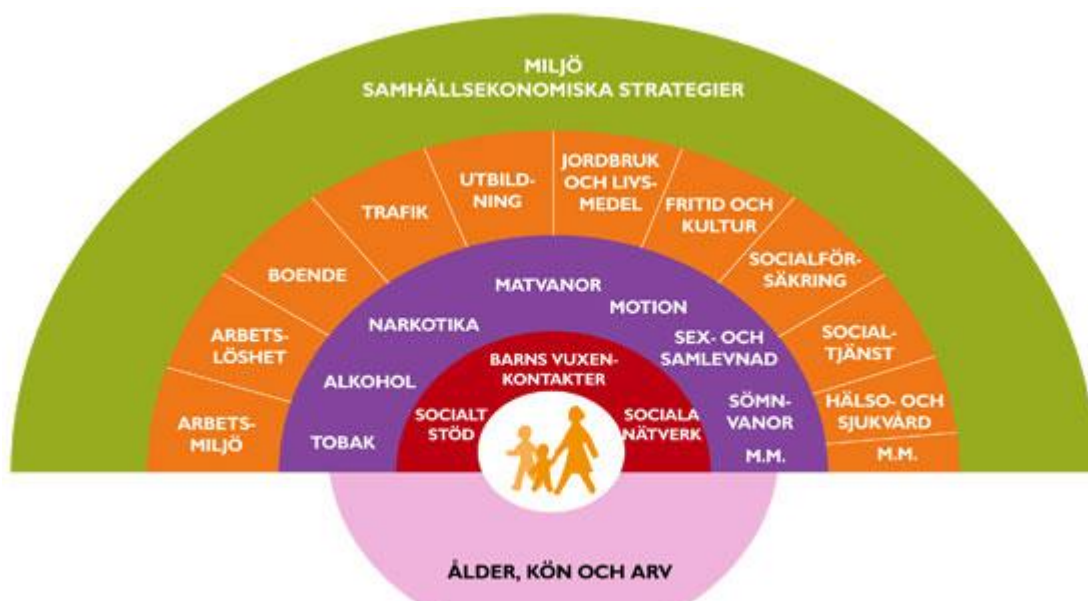 MILJÖ
SAMHÄLLSEKONOMISKA STRATEGIER
ARBETS-
MILJÖ
ARBETS-
LÖSHET
BOENDE
TRAFIK
UTBILD-
NING
JORDBRUK
OCH LIVS-
MEDEL
FRITID OCH
KULTUR
SOCIALFÖR-
SÄKRING
SOCIAL-
TJÄNST
HÄLSO- OCH
SJUKVÅRD
M.M.
TOBAK
ALKOHOL
NARKOTIKA
MATVANOR
MOTION
SEX- OCH
SAMLEVNAD
SÖMN-
VANOR
M.M.
SOCIALT
STÖD
BARNS VUXEN-
KONTAKTER
SOCIALA
NÄTVERK
ÅLDER, KÖN OCH ARV